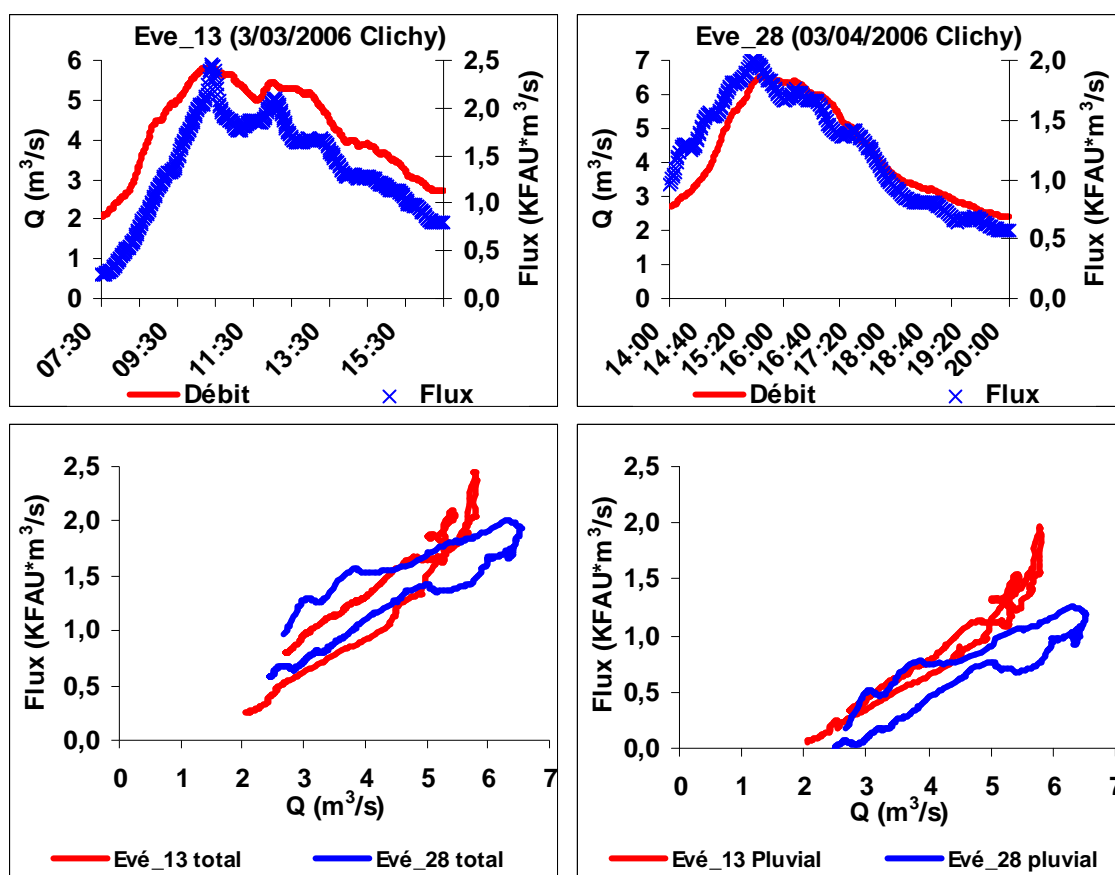 Eve_13 (3/03/2006 Clichy)
Q (m³/s)
6
5
4
3
2
1
0
2,5
2,0
1,5
1,0
0,5
0,0
Flux (KFAU*m³/s)
07:30
09:30
11:30
13:30
15:30
Débit
Flux
Eve_28 (03/04/2006 Clichy)
Q (m³/s)
7
6
5
4
3
2
1
0
2,0
1,5
1,0
0,5
0,0
Flux (KFAU*m³/s)
14:00
14:40
15:20
16:00
16:40
17:20
18:00
18:40
19:20
20:00
Débit
Flux
Flux (KFAU*m³/s)
2,5
2,0
1,5
1,0
0,5
0,0
0 1 2 3 4 5 6 7
Q (m³/s)
Evé_13 total
Evé_28 total
Flux (KFAU*m³/s)
2,5
2,0
1,5
1,0
0,5
0,0
0 1 2 3 4 5 6 7
Q (m³/s)
Evé_13 Pluvial
Evé_28 pluvial